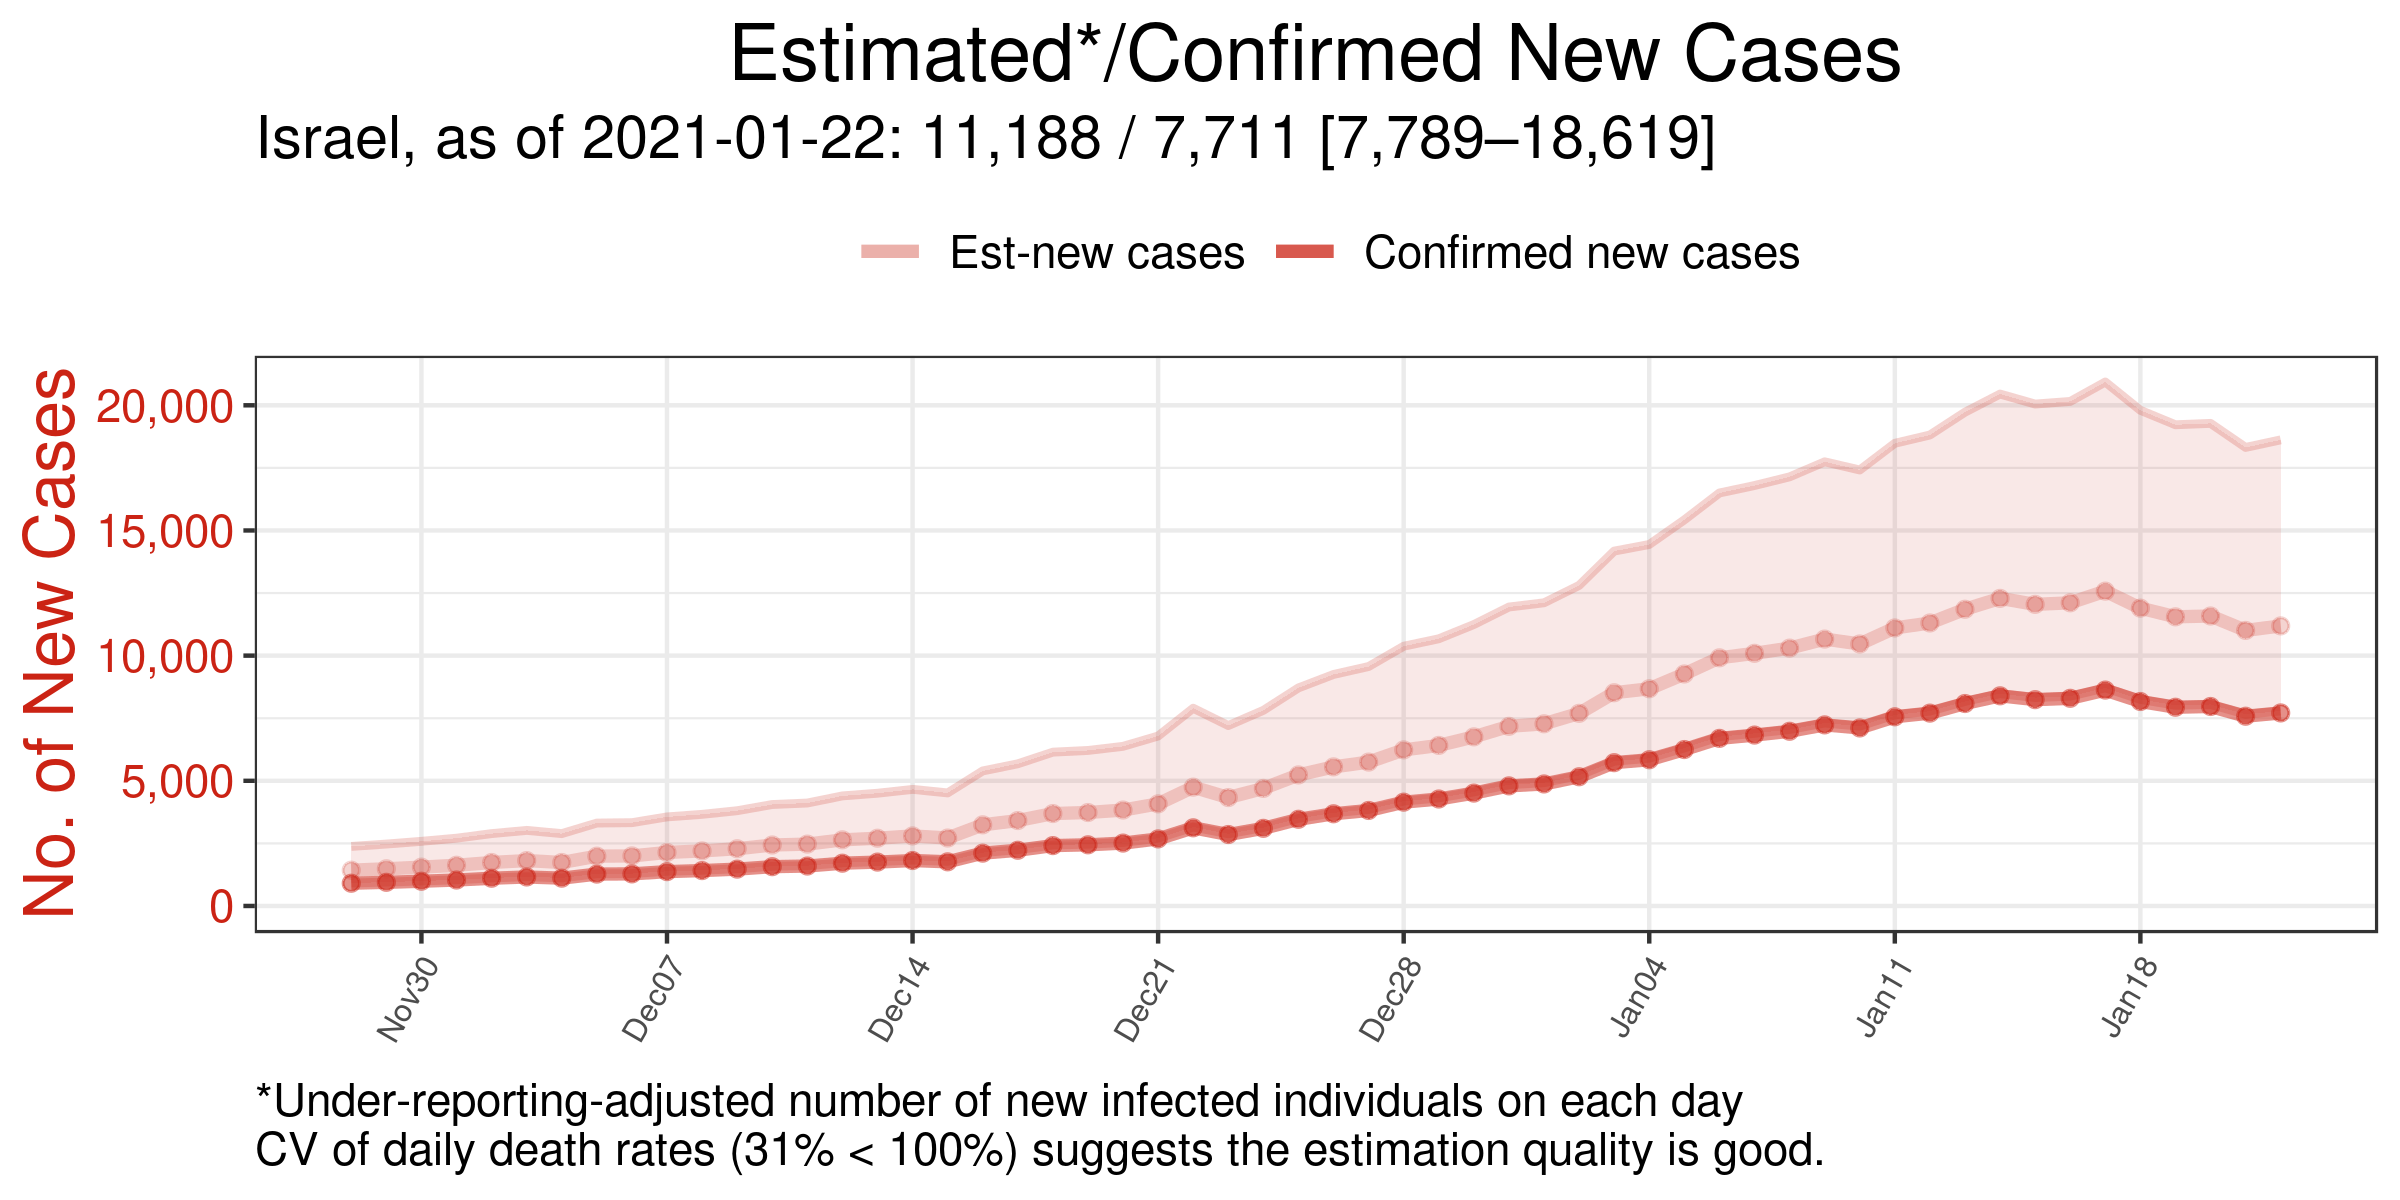 Estimated*/Confirmed New Cases
Israel, as of 2021-01-22: 11,188 / 7,711 [7,789–18,619]
Est-new cases Confirmed new cases
No. of New Cases
20,000
15,000
10,000
5,000
0
Nov30 Dec07 Dec14 Dec21 Dec28 Jan04 Jan11 Jan18
*Under-reporting-adjusted number of new infected individuals on each day
CV of daily death rates (31% < 100%) suggests the estimation quality is good.